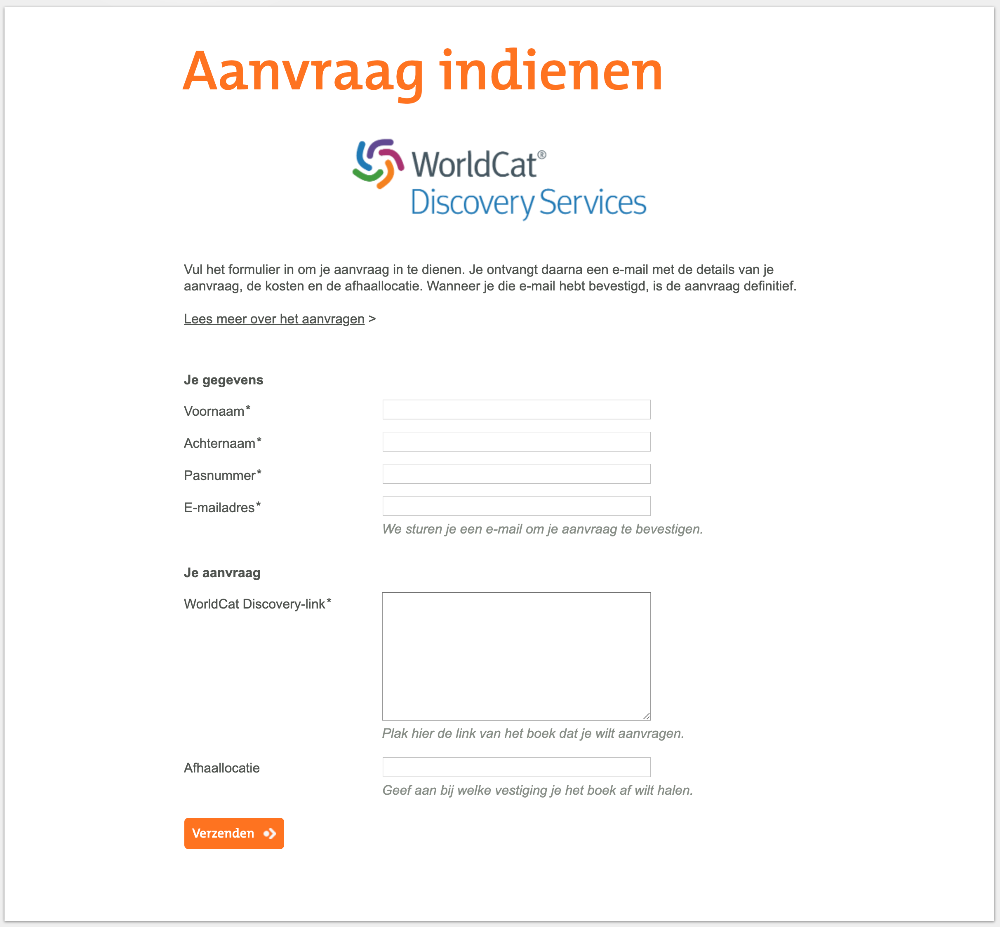 Aanvraag indienen
WorldCat®
Discovery Services
Vul het formulier in om je aanvraag in te dienen. Je ontvangt daarna een e-mail met de details van je
aanvraag, de kosten en de afhaallocatie. Wanneer je die e-mail hebt bevestigd, is de aanvraag definitief.
Lees meer over het aanvragen >
Je gegevens
Voornaam*
Achternaam*
Pasnummer*
E-mailadres*
We sturen je een e-mail om je aanvraag te bevestigen.
Je aanvraag
WorldCat Discovery-link*
Plak hier de link van het boek dat je wilt aanvragen.
Afhaallocatie
Geef aan bij welke vestiging je het boek af wilt halen.
Verzenden